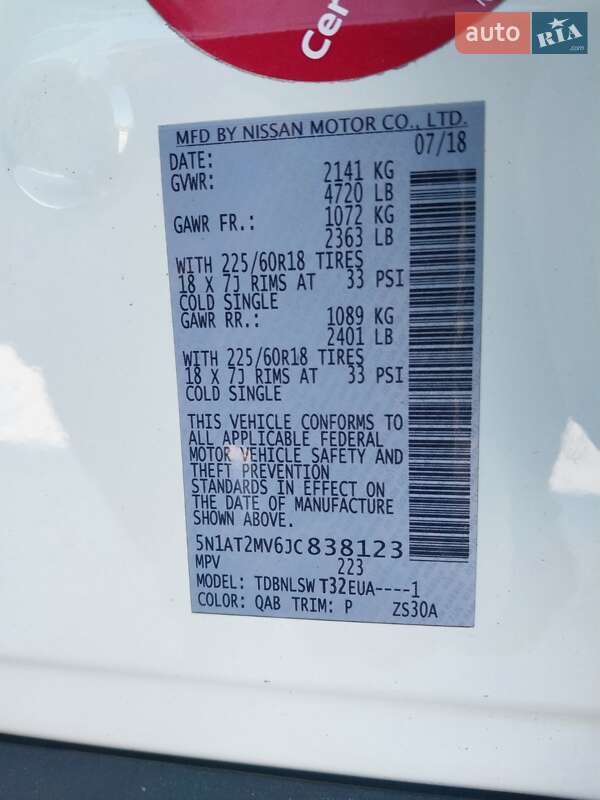 Cer
auto RIA .com
MFD BY NISSAN MOTOR CO., LTD.
DATE: 07/18
GVWR: 2141 KG
4720 LB
GAWR FR.: 1072 KG
2363 LB
WITH 225/60R18 TIRES
18 X 7J RIMS AT 33 PSI
COLD SINGLE
GAWR RR.: 1089 KG
2401 LB
WITH 225/60R18 TIRES
18 X 7J RIMS AT 33 PSI
COLD SINGLE
THIS VEHICLE CONFORMS TO
ALL APPLICABLE FEDERAL
MOTOR VEHICLE SAFETY AND
THEFT PREVENTION
STANDARDS IN EFFECT ON
THE DATE OF MANUFACTURE
SHOWN ABOVE.
5N1AT2MV6JC838123
MPV 223
MODEL: TDBNLSWT32EUA----1
COLOR: QAB TRIM: P ZS30A